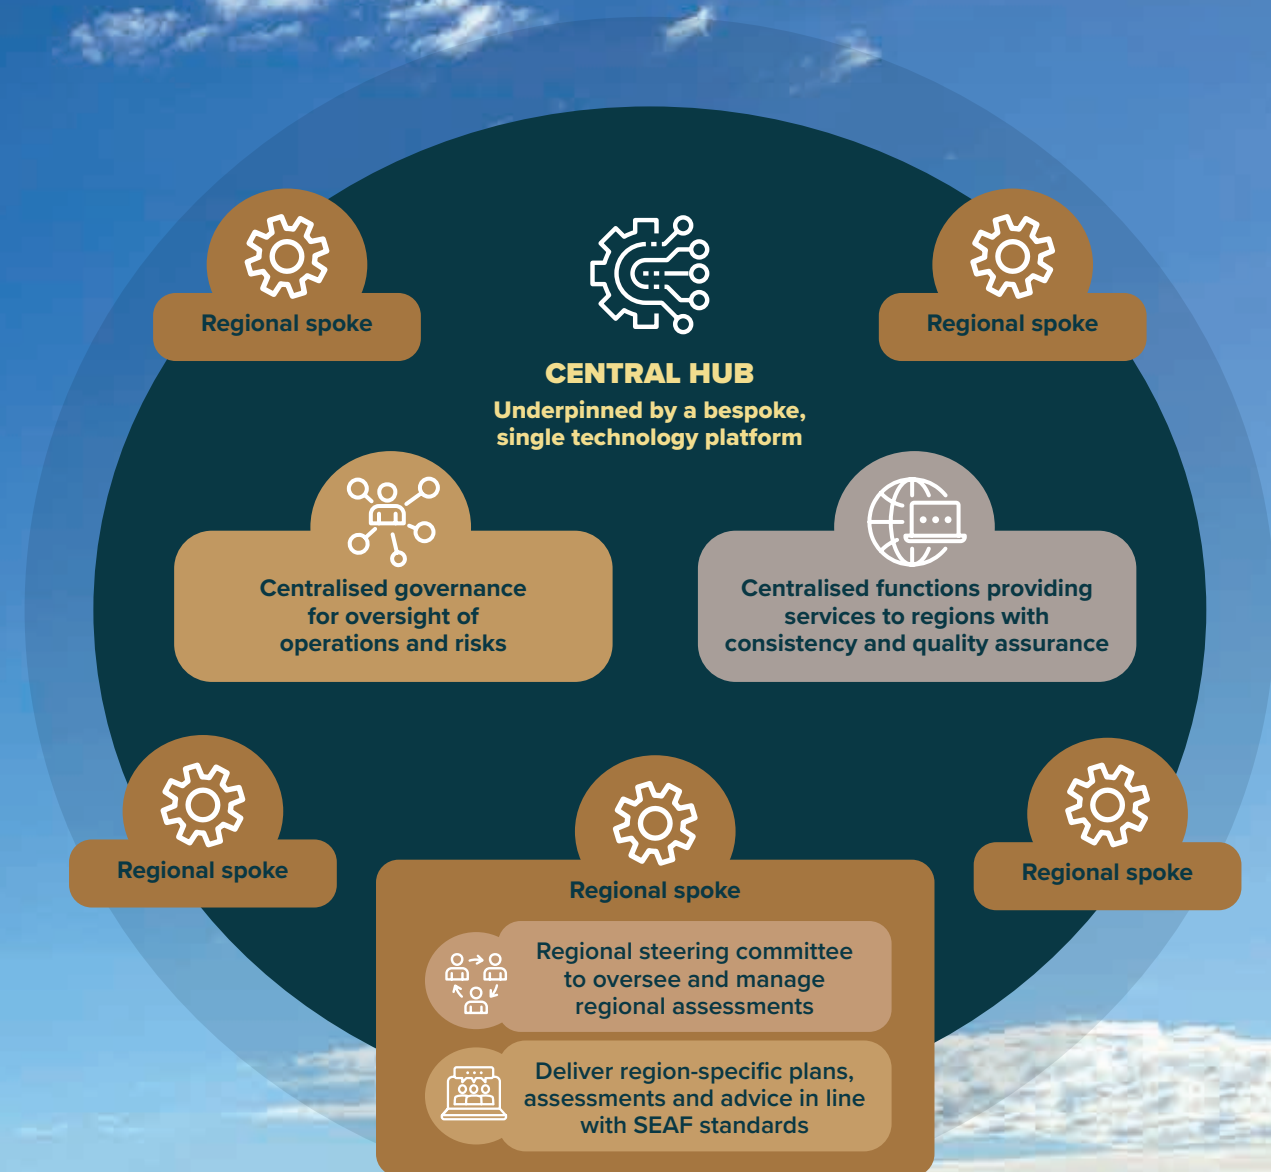 Regional spoke
Regional spoke
CENTRAL HUB
Underpinned by a bespoke,
single technology platform
Centralised governance
for oversight of
operations and risks
Centralised functions providing
services to regions with
consistency and quality assurance
Regional spoke
Regional spoke
Regional spoke
Regional steering committee
to oversee and manage
regional assessments
Deliver region-specific plans,
assessments and advice in line
with SEAF standards